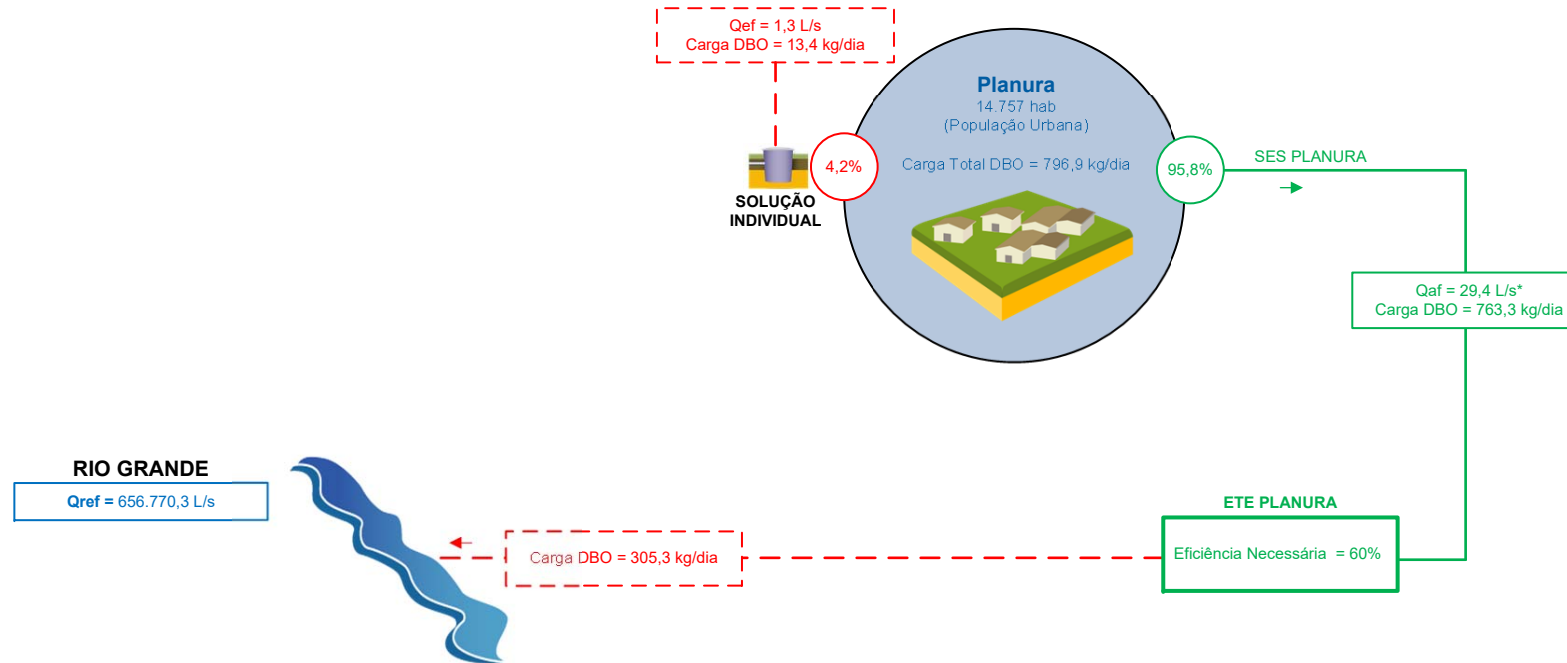 Qef = 1,3 L/s
Carga DBO = 13,4 kg/dia
Planura
14.757 hab
(População Urbana)
Carga Total DBO = 796,9 kg/dia
4,2%
95,8%
SES PLANURA
SOLUÇÃO
INDIVIDUAL
Qaf = 29,4 L/s*
Carga DBO = 763,3 kg/dia
RIO GRANDE
Qref = 656.770,3 L/s
ETE PLANURA
Eficiência Necessária = 60%
Carga DBO = 305,3 kg/dia